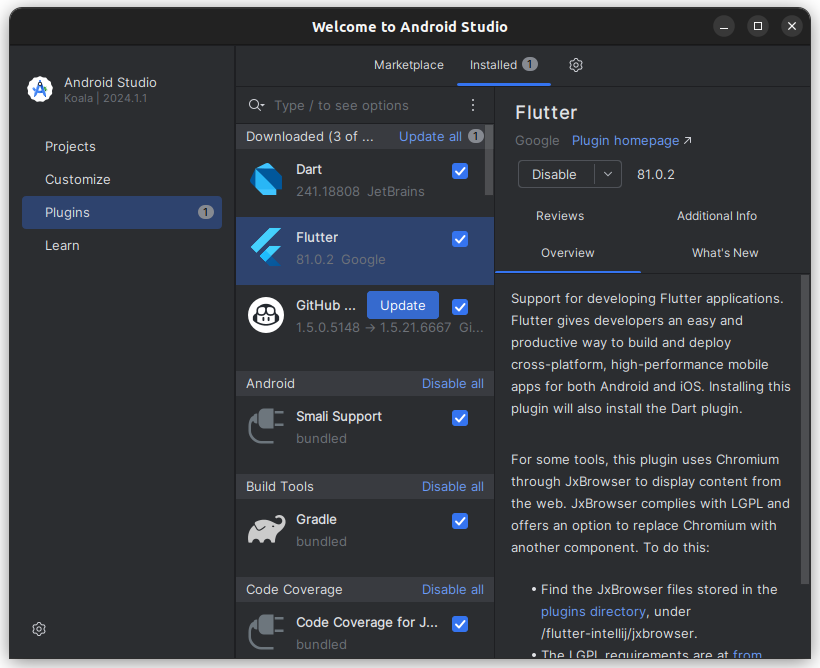 Welcome to Android Studio
Android Studio
Koala | 2024.1.1
Projects
Customize
Plugins 1
Learn
Marketplace Installed 1
Type / to see options
Downloaded (3 of ... Update all 1
Dart
241.18808 JetBrains
Flutter
81.0.2 Google
GitHub ... Update
1.5.0.5148 → 1.5.21.6667 Gi...
Android Disable all
Smali Support
bundled
Build Tools Disable all
Gradle
bundled
Code Coverage Disable all
Code Coverage for J...
bundled
Flutter
Google Plugin homepage ↗
Disable 81.0.2
Reviews Additional Info
Overview What's New
Support for developing Flutter applications.
Flutter gives developers an easy and
productive way to build and deploy
cross-platform, high-performance mobile
apps for both Android and iOS. Installing this
plugin will also install the Dart plugin.
For some tools, this plugin uses Chromium
through JxBrowser to display content from
the web. JxBrowser complies with LGPL and
offers an option to replace Chromium with
another component. To do this:
• Find the JxBrowser files stored in the
plugins directory, under
/flutter-intellij/jxbrowser.
• The LGPL requirements are at from